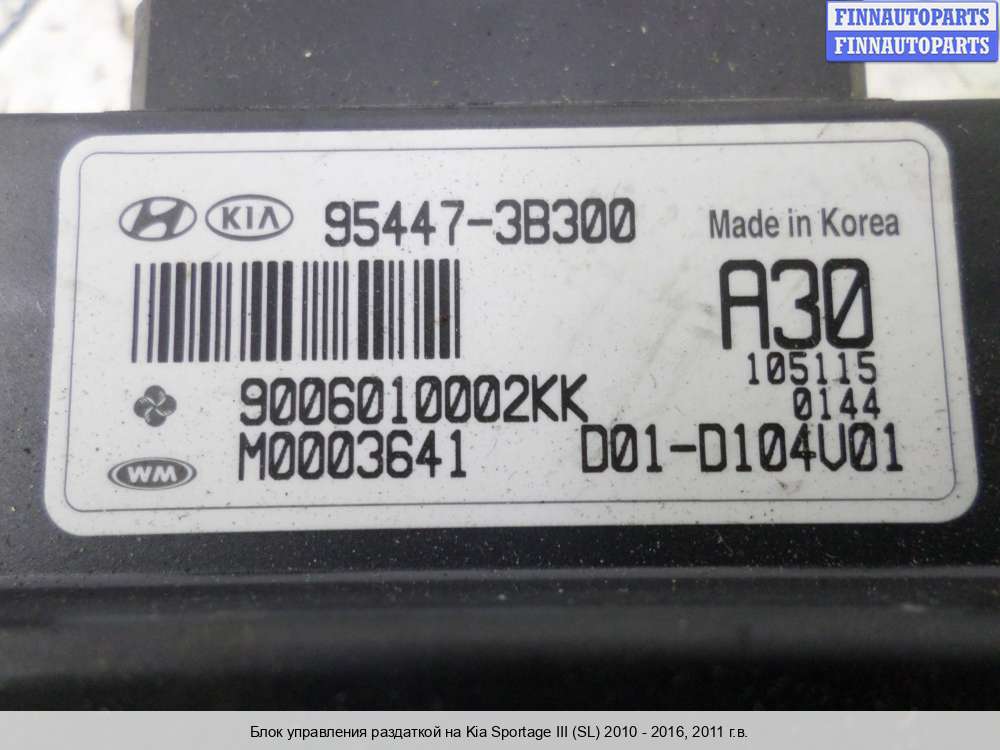 FINNAUTOPARTS
FINNAUTOPARTS
KIA 95447-3B300 Made in Korea
A30
105115
9006010002KK 0144
M0003641 D01-D104V01
WM
Блок управления раздаткой на Kia Sportage III (SL) 2010 - 2016, 2011 г.в.